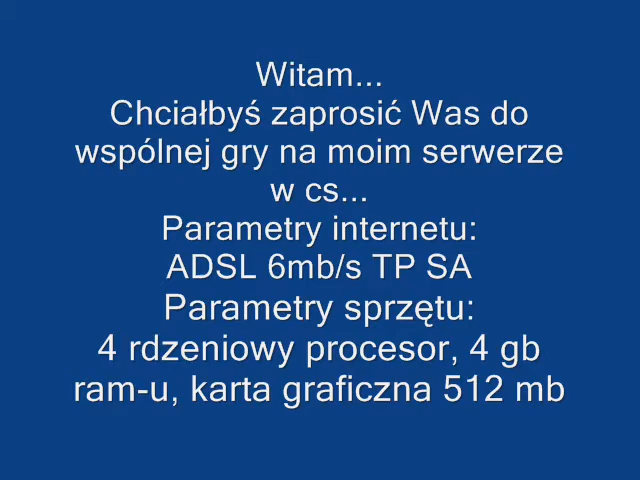 Witam...
Chciałbyś zaprosić Was do
wspólnej gry na moim serwerze
w cs...
Parametry internetu:
ADSL 6mb/s TP SA
Parametry sprzętu:
4 rdzeniowy procesor, 4 gb
ram-u, karta graficzna 512 mb